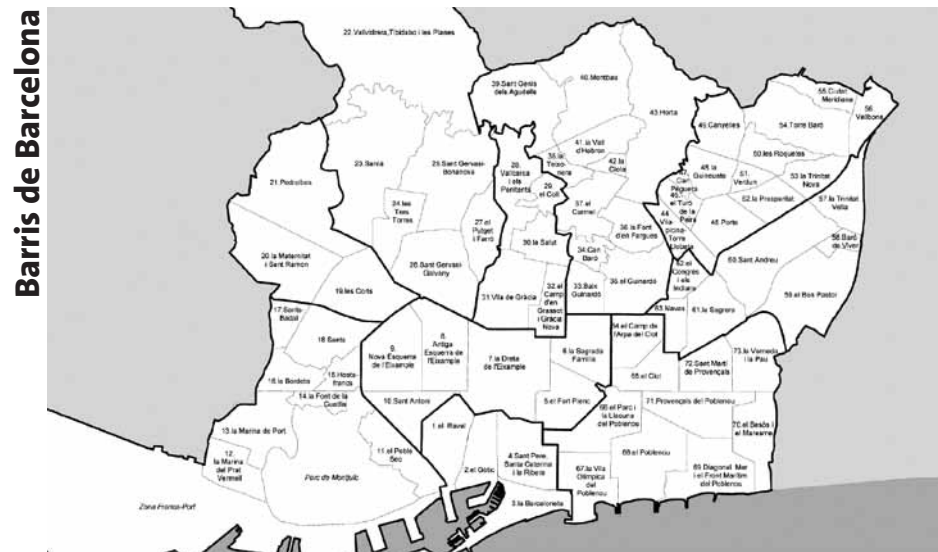 Barris de Barcelona
22.Vallvidrera,Tibidabo i les Planes
39.Sant Genís
dels Agudells
40.Montbau
43.Horta
55.Ciutat
Meridiana
56.
Vallbona
54.Torre Baró
45.Canyelles
50.les Roquetes
41.la Vall
d'Hebron
23.Sarrià
25.Sant Gervasi-
Bonanova
28.
Vallcarca
i els
Penitents
38.la
Teixo-
nera
42.la
Clota
48.la
Guineueta
51.
Verdun
53.la Trinitat
Nova
47.
Can
Peguera
21.Pedralbes
29.
el Coll
52.la Prosperitat
57.la Trinitat
Vella
24.les
Tres
Torres
37.el
Carmel
el Turó
de la
Peira
27.el
Putget
i Farró
36.la Font
d'en Fargues
44.
Vila-
picina-
Torre
Llobeta
49.Porta
58.Baró
de Viver
30.la Salut
34.Can
Baró
20.la Maternitat
i Sant Ramon
26.Sant Gervasi-
Galvany
60.Sant Andreu
62.el
Congrés
i els
Indians
19.les Corts
31.Vila de Gràcia
32.el
Camp
d'en
Grassot
i Gràcia
Nova
33.Baix
Guinardó
35.el Guinardó
59.el Bon Pastor
63.Navas
61.la Sagrera
17.Sants-
Badal
64.el Camp de
l'Arpa del Clot
18.Sants
9.
Nova Esquerra
de l'Eixample
8.
Antiga
Esquerra de
l'Eixample
7.la Dreta
de l'Eixample
6.la Sagrada
Família
72.Sant Martí
de Provençals
73.la Verneda
i la Pau
65.el Clot
16.la Bordeta
15.Hosta-
francs
14.la Font de la
Guatlla
10.Sant Antoni
5.el Fort Pienc
66.el Parc i
la Llacuna
del Poblenou
71.Provençals del Poblenou
13.la Marina de Port
1.el Raval
70.el Besòs i
el Maresme
12.
la Marina
del Prat
Vermell
11.el Poble
Sec
2.el Gòtic
4.Sant Pere,
Santa Caterina
i la Ribera
68.el Poblenou
Parc de Montjuïc
67.la Vila
Olímpica
del
Poblenou
69.Diagonal Mar
i el Front Marítim
del Poblenou
Zona Franca-Port
3.la Barceloneta